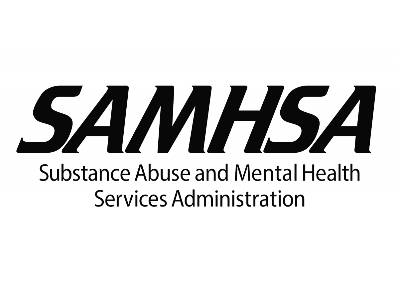 SAMHSA
Substance Abuse and Mental Health
Services Administration